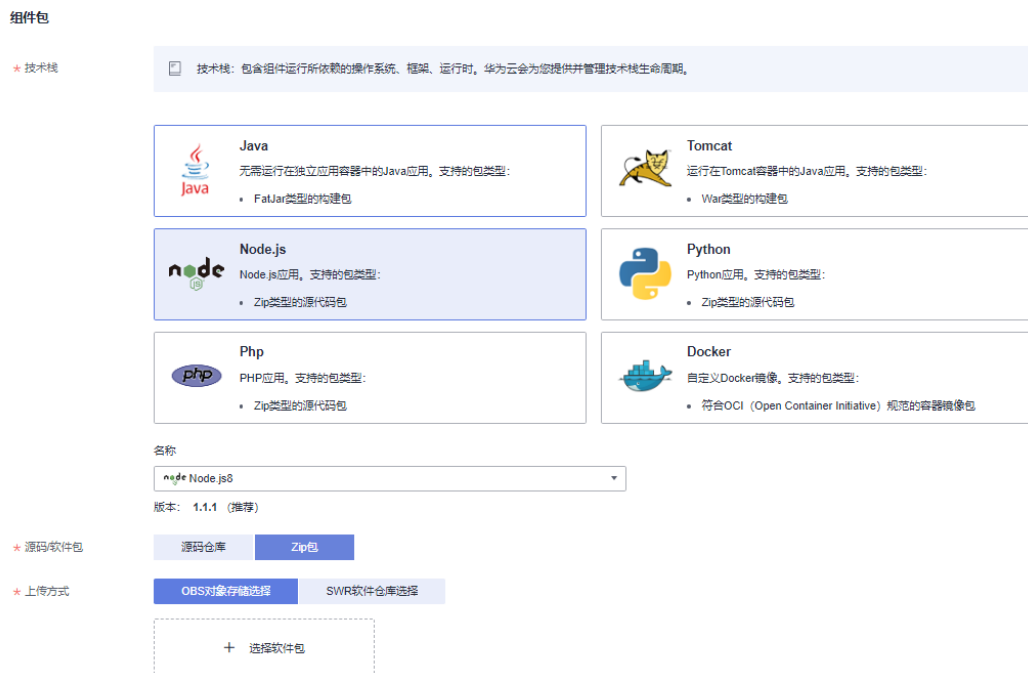 组件包
* 技术栈
技术栈：包含组件运行所依赖的操作系统、框架、运行时。华为云会为您提供并管理技术栈生命周期。
Java
Java
无需运行在独立应用容器中的Java应用。支持的包类型：
• FatJar类型的构建包
Tomcat
运行在Tomcat容器中的Java应用。支持的包类型：
• War类型的构建包
node
JS
Node.js
Node.js应用。支持的包类型：
• Zip类型的源代码包
Python
Python应用。支持的包类型：
• Zip类型的源代码包
php
Php
PHP应用。支持的包类型：
• Zip类型的源代码包
Docker
自定义Docker镜像。支持的包类型：
• 符合OCI（Open Container Initiative）规范的容器镜像包
名称
node Node.js8
版本： 1.1.1 （推荐）
* 源码/软件包
源码仓库 Zip包
* 上传方式
OBS对象存储选择 SWR软件仓库选择
+ 选择软件包